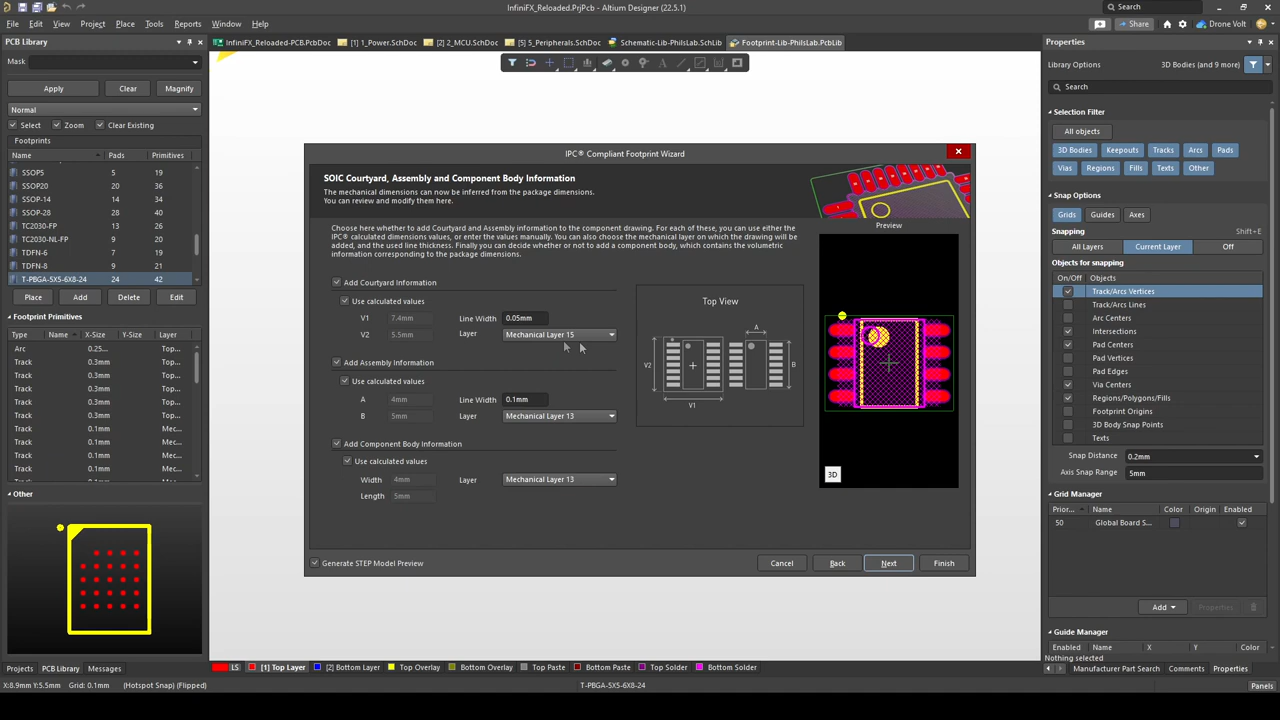 InfiniFX_Reloaded.PrjPcb - Altium Designer (22.5.1)
Search
File Edit View Project Place Tools Reports Window Help
Share
Drone Volt
PCB Library
InfiniFX_Reloaded-PCB.PcbDoc
[1] 1_Power.SchDoc
[2] 2_MCU.SchDoc
[2] 5_Peripherals.SchDoc
Schematic-Lib-PhilsLab.SchLib
Footprint-Lib-PhilsLab.PcbLib
Properties
Mask
Apply Clear Magnify
Normal
Select Zoom Clear Existing
Footprints
Name Pads Primitives
SSOP5 5 19
SSOP20 20 36
SSOP-14 14 34
SSOP-28 28 40
TC2030-FP 13 26
TC2030-NL-FP 9 20
TDFN-6 7 19
TDFN-8 9 21
T-PBGA-5X5-6X8-24 24 42
Place Add Delete Edit
Footprint Primitives
Type Name X-Size Y-Size Layer
Arc 0.25... Top...
Track 0.3mm Top...
Track 0.3mm Top...
Track 0.3mm Top...
Track 0.3mm Top...
Track 0.3mm Top...
Track 0.1mm Mec...
Track 0.1mm Mec...
Track 0.1mm Mec...
Track 0.1mm Mec...
Other
Projects PCB Library Messages
IPC® Compliant Footprint Wizard
SOIC Courtyard, Assembly and Component Body Information
The mechanical dimensions can now be inferred from the package dimensions.
You can review and modify them here.
Choose here whether to add Courtyard and Assembly information to the component drawing. For each of these, you can use either the
IPC® calculated dimensions values, or enter the values manually. You can also choose the mechanical layer on which the drawing will be
added, and the used line thickness. Finally you can decide whether or not to add a component body, which contains the volumetric
information corresponding to the package dimensions.
Preview
Add Courtyard Information
Use calculated values
V1 7.4mm Line Width 0.05mm
V2 5.5mm Layer Mechanical Layer 15
Add Assembly Information
Use calculated values
A 4mm Line Width 0.1mm
B 5mm Layer Mechanical Layer 13
Add Component Body Information
Use calculated values
Width 4mm Layer Mechanical Layer 13
Length 5mm
Top View
A
V2
B
V1
3D
Generate STEP Model Preview
Cancel Back Next Finish
Library Options 3D Bodies (and 9 more)
Search
Selection Filter
All objects
3D Bodies Keepouts Tracks Arcs Pads
Vias Regions Fills Texts Other
Snap Options
Grids Guides Axes
Snapping Shift+E
All Layers Current Layer Off
Objects for snapping
On/Off Objects
Track/Arcs Vertices
Track/Arcs Lines
Arc Centers
Intersections
Pad Centers
Pad Vertices
Pad Edges
Via Centers
Regions/Polygons/Fills
Footprint Origins
3D Body Snap Points
Texts
Snap Distance 0.2mm
Axis Snap Range 5mm
Grid Manager
Prior... Name Color Origin Enabled
50 Global Board S...
Add Properties
Guide Manager
Enabled Name X Y Color
Nothing selected
Manufacturer Part Search Comments Properties
LS [1] Top Layer [2] Bottom Layer Top Overlay Bottom Overlay Top Paste Bottom Paste Top Solder Bottom Solder
X:8.9mm Y:5.5mm Grid: 0.1mm (Hotspot Snap) (Flipped)
T-PBGA-5X5-6X8-24
Panels